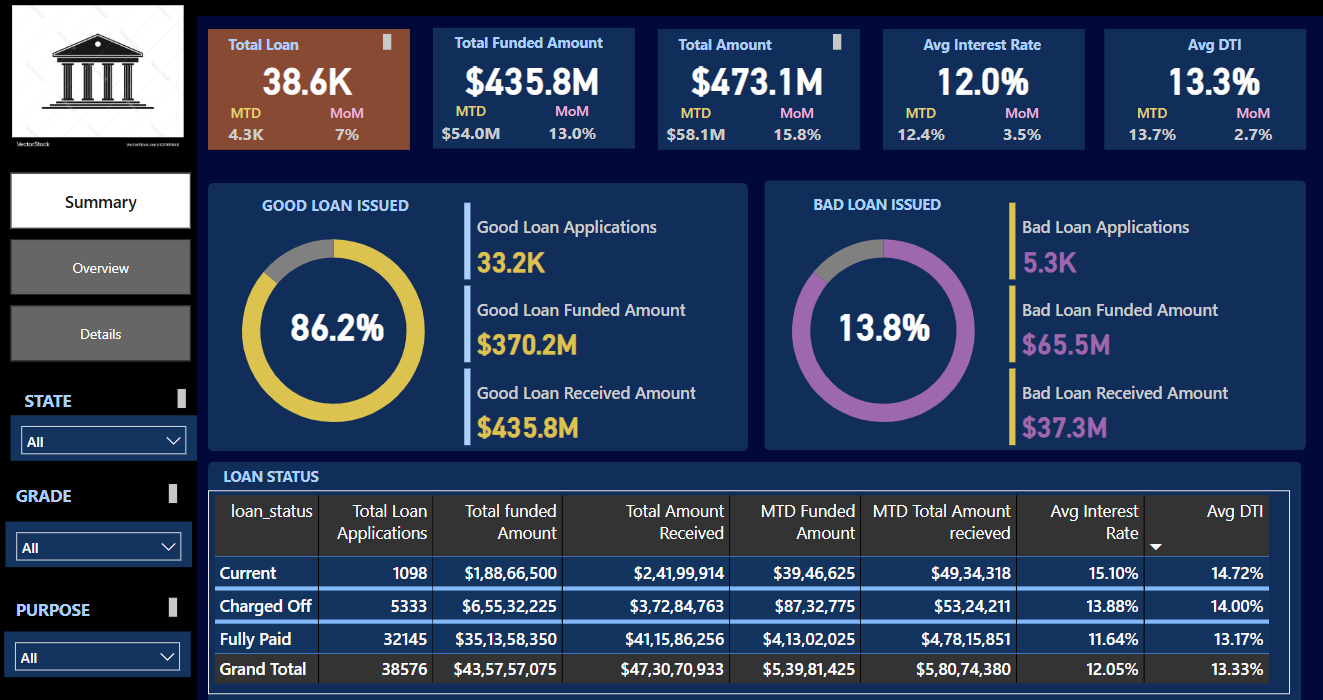 VectorStock
VectorStock.com/
Summary
Overview
Details
STATE
All
GRADE
All
PURPOSE
All
Total Loan
38.6K
MTD MoM
4.3K 7%
Total Funded Amount
$435.8M
MTD MoM
$54.0M 13.0%
Total Amount
$473.1M
MTD MoM
$58.1M 15.8%
Avg Interest Rate
12.0%
MTD MoM
12.4% 3.5%
Avg DTI
13.3%
MTD MoM
13.7% 2.7%
GOOD LOAN ISSUED
86.2%
Good Loan Applications
33.2K
Good Loan Funded Amount
$370.2M
Good Loan Received Amount
$435.8M
BAD LOAN ISSUED
13.8%
Bad Loan Applications
5.3K
Bad Loan Funded Amount
$65.5M
Bad Loan Received Amount
$37.3M
LOAN STATUS
loan_status Total Loan Total funded Total Amount MTD Funded MTD Total Amount Avg Interest Avg DTI
Applications Amount Received Amount recieved Rate
Current 1098 $1,88,66,500 $2,41,99,914 $39,46,625 $49,34,318 15.10% 14.72%
Charged Off 5333 $6,55,32,225 $3,72,84,763 $87,32,775 $53,24,211 13.88% 14.00%
Fully Paid 32145 $35,13,58,350 $41,15,86,256 $4,13,02,025 $4,78,15,851 11.64% 13.17%
Grand Total 38576 $43,57,57,075 $47,30,70,933 $5,39,81,425 $5,80,74,380 12.05% 13.33%